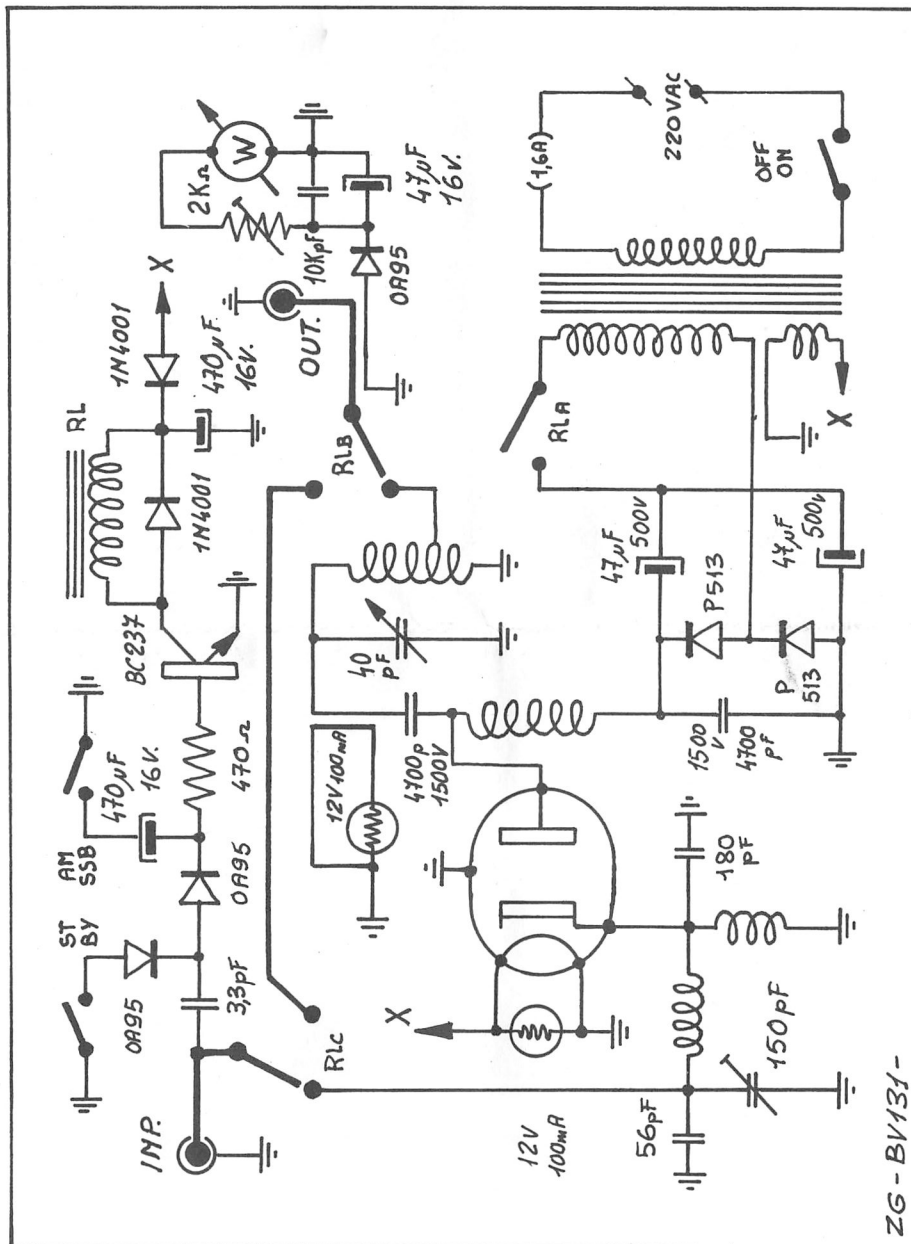 IMP.
3,3pF
OA95
ST
BY
AM
SSB
470µF
16V.
OA95
470Ω
BC237
RL
1N4001
1N4001
470µF.
16V.
X
RLC
RLB
OUT.
2KΩ
W
10KpF
47µF
16V.
OA95
12V100mA
40
pF
4700p
1500V
X
12V
100mA
56pF
150pF
180
pF
1500
V
4700
pF
47µF
500V
P513
P
513
47µF
500V
RLA
X
(1,6A)
220VAC
OFF
ON
ZG-BV131-